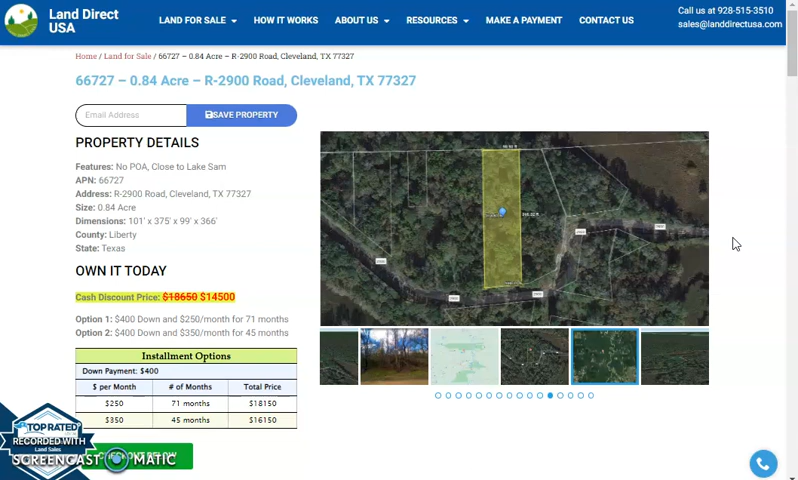 Land Direct USA
LAND FOR SALE HOW IT WORKS ABOUT US RESOURCES MAKE A PAYMENT CONTACT US
Call us at 928-515-3510
sales@landdirectusa.com
Home / Land for Sale / 66727 – 0.84 Acre – R-2900 Road, Cleveland, TX 77327
66727 – 0.84 Acre – R-2900 Road, Cleveland, TX 77327
Email Address SAVE PROPERTY
PROPERTY DETAILS
Features: No POA, Close to Lake Sam
APN: 66727
Address: R-2900 Road, Cleveland, TX 77327
Size: 0.84 Acre
Dimensions: 101' x 375' x 99' x 366'
County: Liberty
State: Texas
OWN IT TODAY
Cash Discount Price: $18650 $14500
Option 1: $400 Down and $250/month for 71 months
Option 2: $400 Down and $350/month for 45 months
Installment Options
Down Payment: $400
$ per Month # of Months Total Price
$250 71 months $18150
$350 45 months $16150
TOP RATED
RECORDED WITH
Land Sales
SCREENCAST MATIC
BELOW